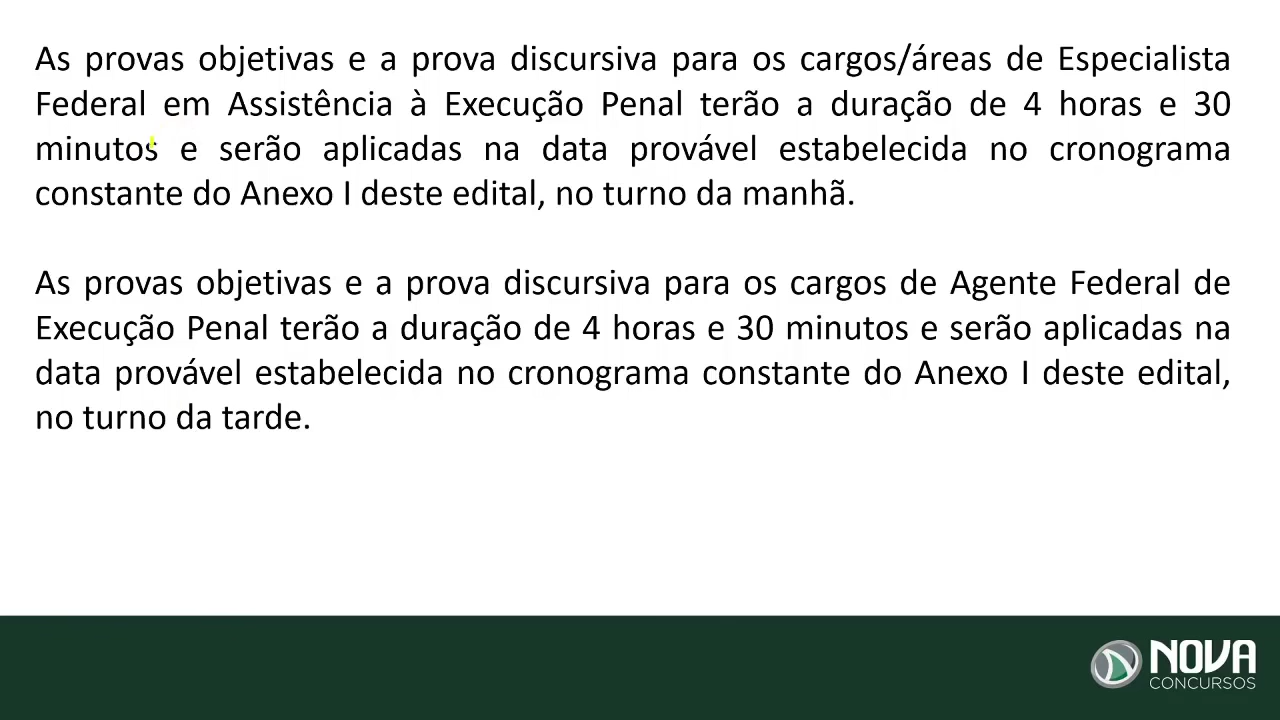 As provas objetivas e a prova discursiva para os cargos/áreas de Especialista
Federal em Assistência à Execução Penal terão a duração de 4 horas e 30
minutos e serão aplicadas na data provável estabelecida no cronograma
constante do Anexo I deste edital, no turno da manhã.
As provas objetivas e a prova discursiva para os cargos de Agente Federal de
Execução Penal terão a duração de 4 horas e 30 minutos e serão aplicadas na
data provável estabelecida no cronograma constante do Anexo I deste edital,
no turno da tarde.
NOVA
CONCURSOS